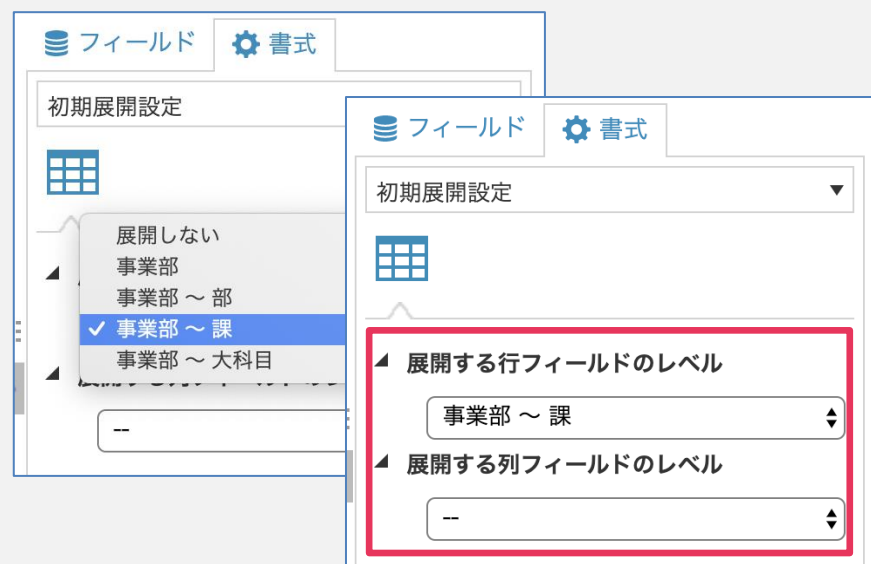 フィールド
書式
初期展開設定
展開しない
事業部
事業部 〜 部
事業部 〜 課
事業部 〜 大科目
--
フィールド
書式
初期展開設定
展開する行フィールドのレベル
事業部 〜 課
展開する列フィールドのレベル
--